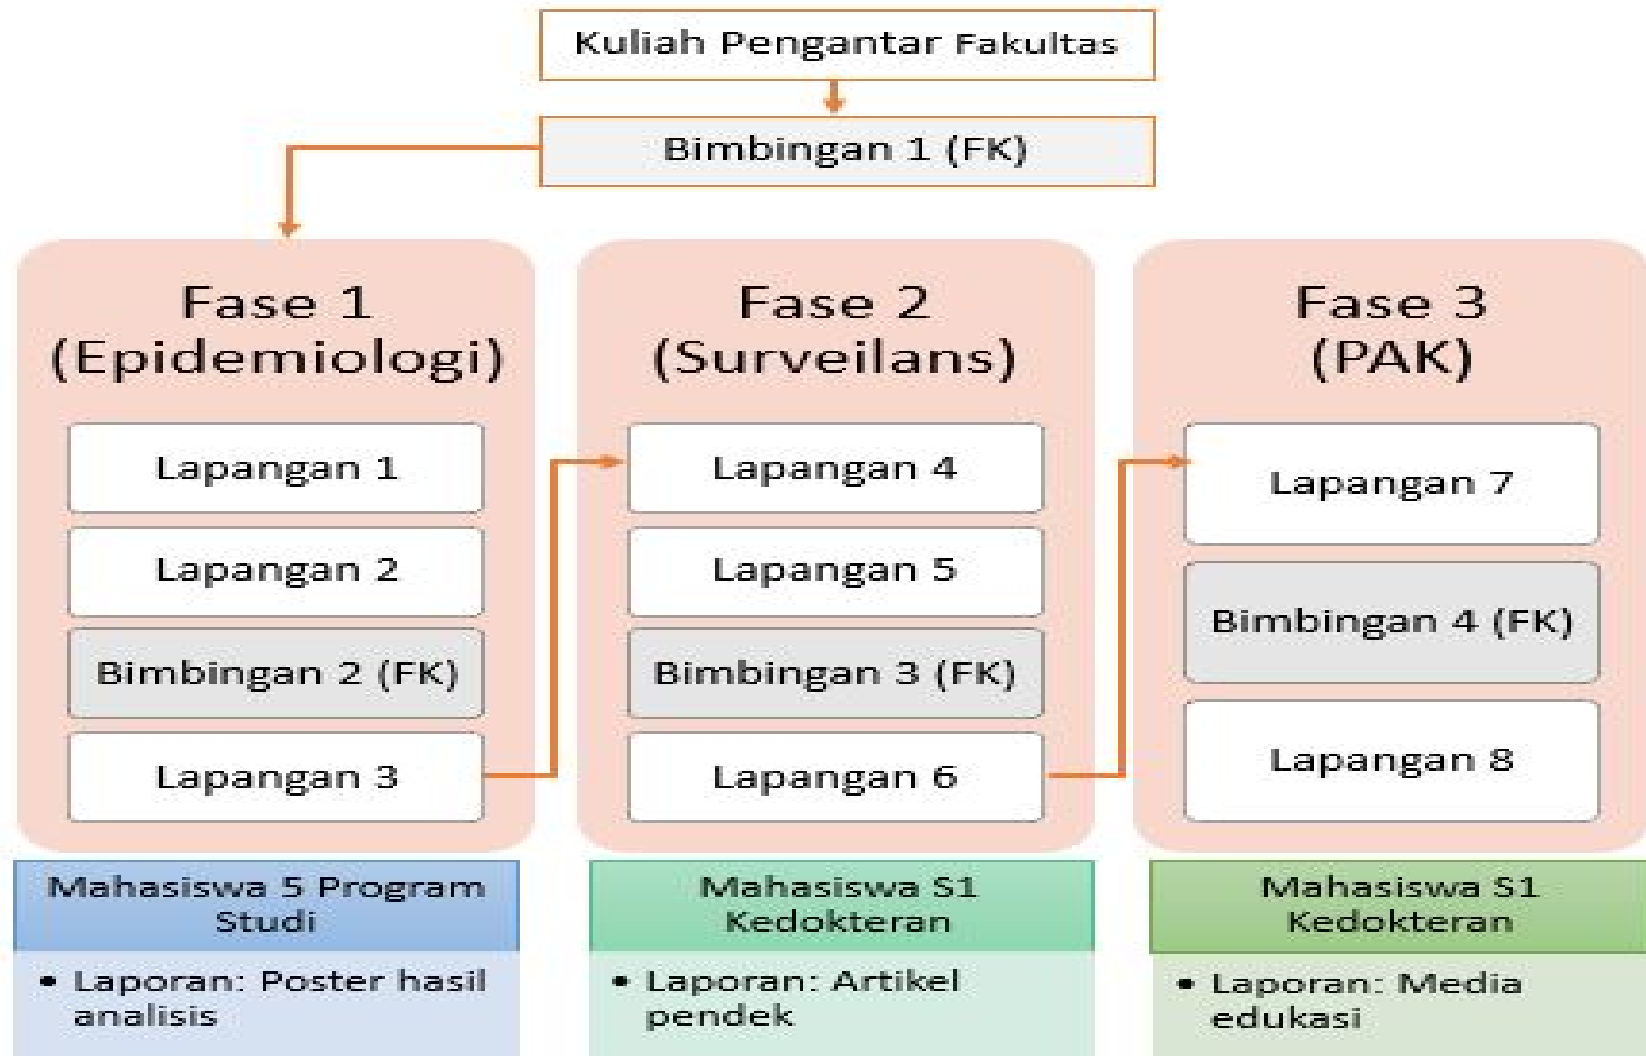 Kuliah Pengantar Fakultas
Bimbingan 1 (FK)
Fase 1
(Epidemiologi)
Lapangan 1
Lapangan 2
Bimbingan 2 (FK)
Lapangan 3
Mahasiswa 5 Program
Studi
• Laporan: Poster hasil
analisis
Fase 2
(Surveilans)
Lapangan 4
Lapangan 5
Bimbingan 3 (FK)
Lapangan 6
Mahasiswa S1
Kedokteran
• Laporan: Artikel
pendek
Fase 3
(PAK)
Lapangan 7
Bimbingan 4 (FK)
Lapangan 8
Mahasiswa S1
Kedokteran
• Laporan: Media
edukasi